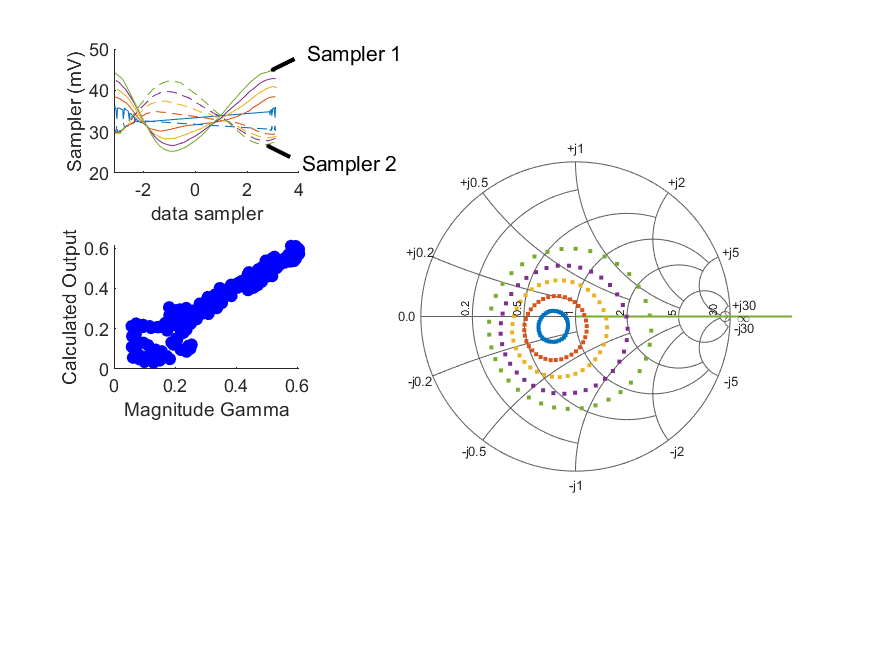 Sampler 1
50
40
30
20
Sampler (mV)
-2
0
2
4
data sampler
Sampler 2
0.6
0.4
0.2
0
Calculated Output
0
0.2
0.4
0.6
Magnitude Gamma
+j1
+j0.5
+j2
+j0.2
+j5
0.0
0.2
0.5
1
2
5
30
+j30
-j30
-j0.2
-j5
-j0.5
-j2
-j1